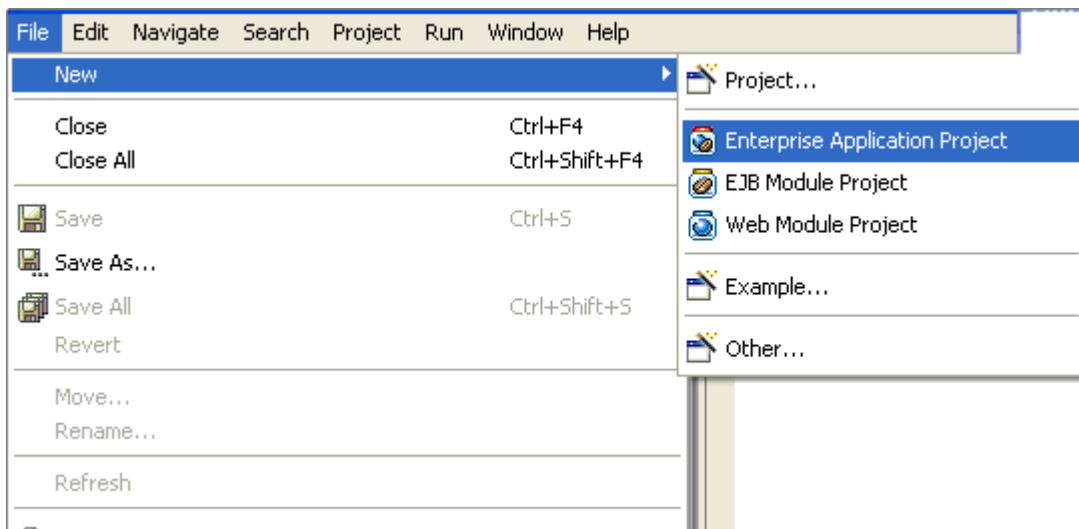 File Edit Navigate Search Project Run Window Help
New
Close Ctrl+F4
Close All Ctrl+Shift+F4
Save Ctrl+S
Save As...
Save All Ctrl+Shift+S
Revert
Move...
Rename...
Refresh
Project...
Enterprise Application Project
EJB Module Project
Web Module Project
Example...
Other...